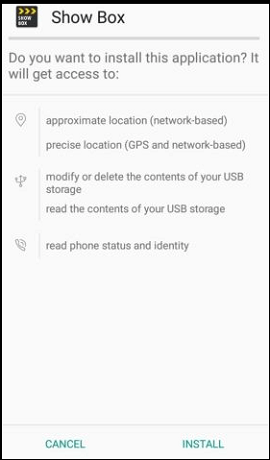 SHOW
BOX
Show Box
Do you want to install this application? It
will get access to:
approximate location (network-based)
precise location (GPS and network-based)
modify or delete the contents of your USB
storage
read the contents of your USB storage
read phone status and identity
CANCEL
INSTALL